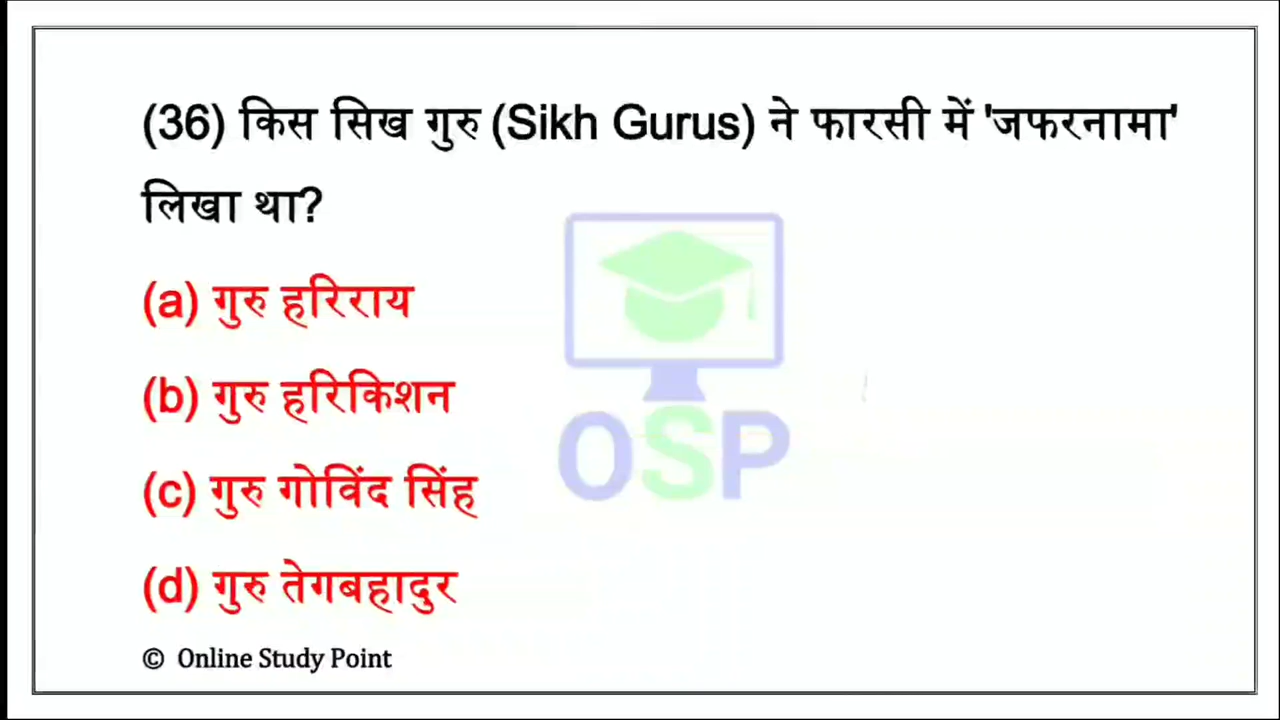 (36) किस सिख गुरु (Sikh Gurus) ने फारसी में 'जफरनामा'
लिखा था?
(a) गुरु हरिराय
(b) गुरु हरिकिशन
(c) गुरु गोविंद सिंह
(d) गुरु तेगबहादुर
OSP
© Online Study Point